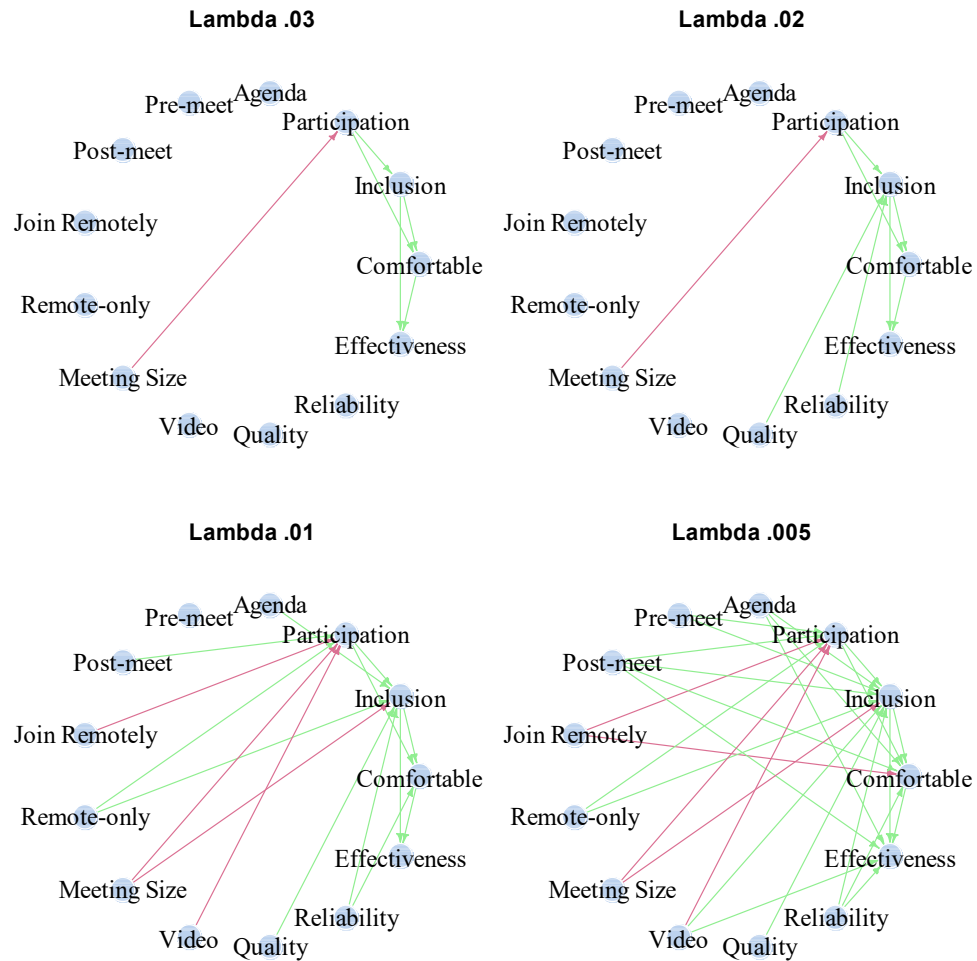 Lambda .03
Agenda
Pre-meet
Participation
Post-meet
Inclusion
Join Remotely
Comfortable
Remote-only
Effectiveness
Meeting Size
Reliability
Video
Quality
Lambda .02
Agenda
Pre-meet
Participation
Post-meet
Inclusion
Join Remotely
Comfortable
Remote-only
Effectiveness
Meeting Size
Reliability
Video
Quality
Lambda .01
Agenda
Pre-meet
Participation
Post-meet
Inclusion
Join Remotely
Comfortable
Remote-only
Effectiveness
Meeting Size
Reliability
Video
Quality
Lambda .005
Agenda
Pre-meet
Participation
Post-meet
Inclusion
Join Remotely
Comfortable
Remote-only
Effectiveness
Meeting Size
Reliability
Video
Quality